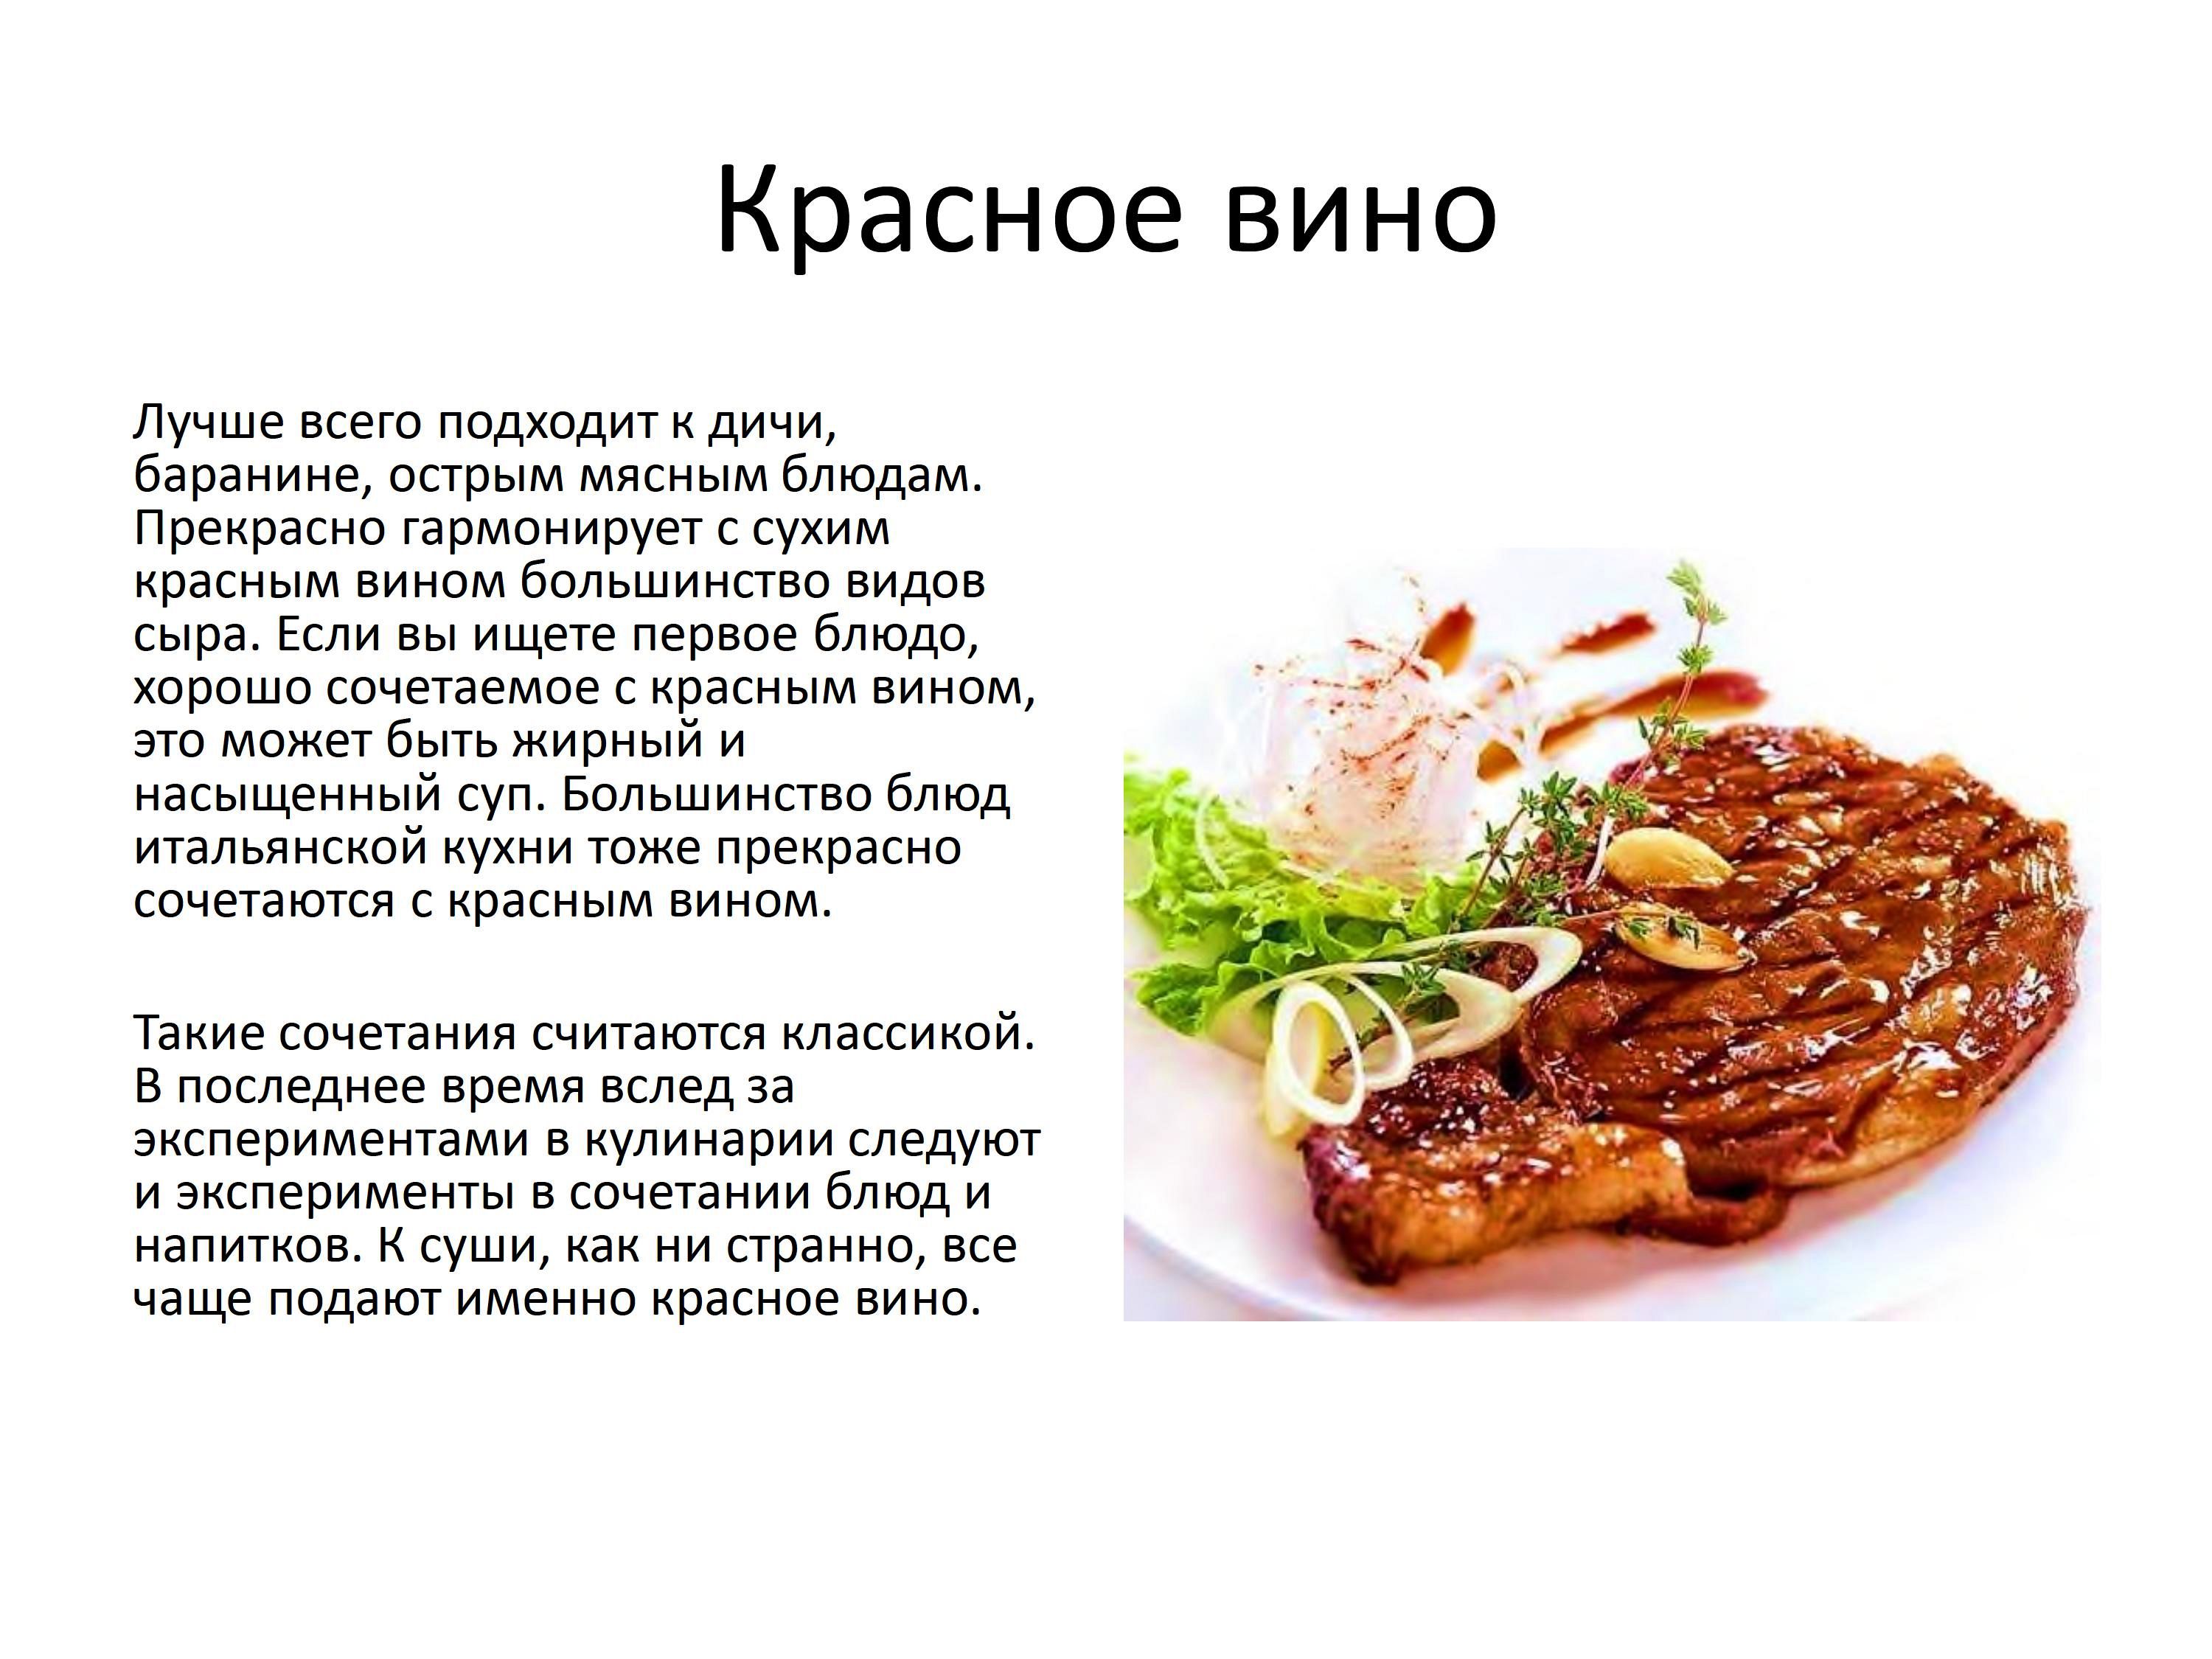 Красное вино
Лучше всего подходит к дичи,
баранине, острым мясным блюдам.
Прекрасно гармонирует с сухим
красным вином большинство видов
сыра. Если вы ищете первое блюдо,
хорошо сочетаемое с красным вином,
это может быть жирный и
насыщенный суп. Большинство блюд
итальянской кухни тоже прекрасно
сочетаются с красным вином.
Такие сочетания считаются классикой.
В последнее время вслед за
экспериментами в кулинарии следуют
и эксперименты в сочетании блюд и
напитков. К суши, как ни странно, все
чаще подают именно красное вино.